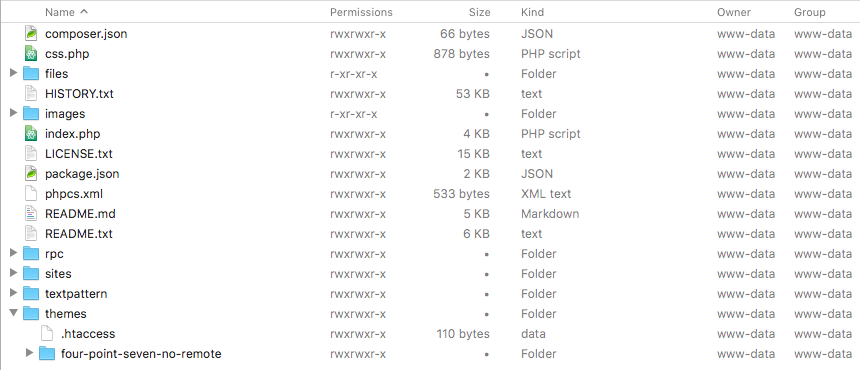 Name Permissions Size Kind Owner Group
composer.json rwxrwxr-x 66 bytes JSON www-data www-data
css.php rwxrwxr-x 878 bytes PHP script www-data www-data
files r-xr-xr-x • Folder www-data www-data
HISTORY.txt rwxrwxr-x 53 KB text www-data www-data
images r-xr-xr-x • Folder www-data www-data
index.php rwxrwxr-x 4 KB PHP script www-data www-data
LICENSE.txt rwxrwxr-x 15 KB text www-data www-data
package.json rwxrwxr-x 2 KB JSON www-data www-data
phpcs.xml rwxrwxr-x 533 bytes XML text www-data www-data
README.md rwxrwxr-x 5 KB Markdown www-data www-data
README.txt rwxrwxr-x 6 KB text www-data www-data
rpc rwxrwxr-x • Folder www-data www-data
sites rwxrwxr-x • Folder www-data www-data
textpattern rwxrwxr-x • Folder www-data www-data
themes rwxrwxr-x • Folder www-data www-data
.htaccess rwxrwxr-x 110 bytes data www-data www-data
four-point-seven-no-remote rwxrwxr-x • Folder www-data www-data